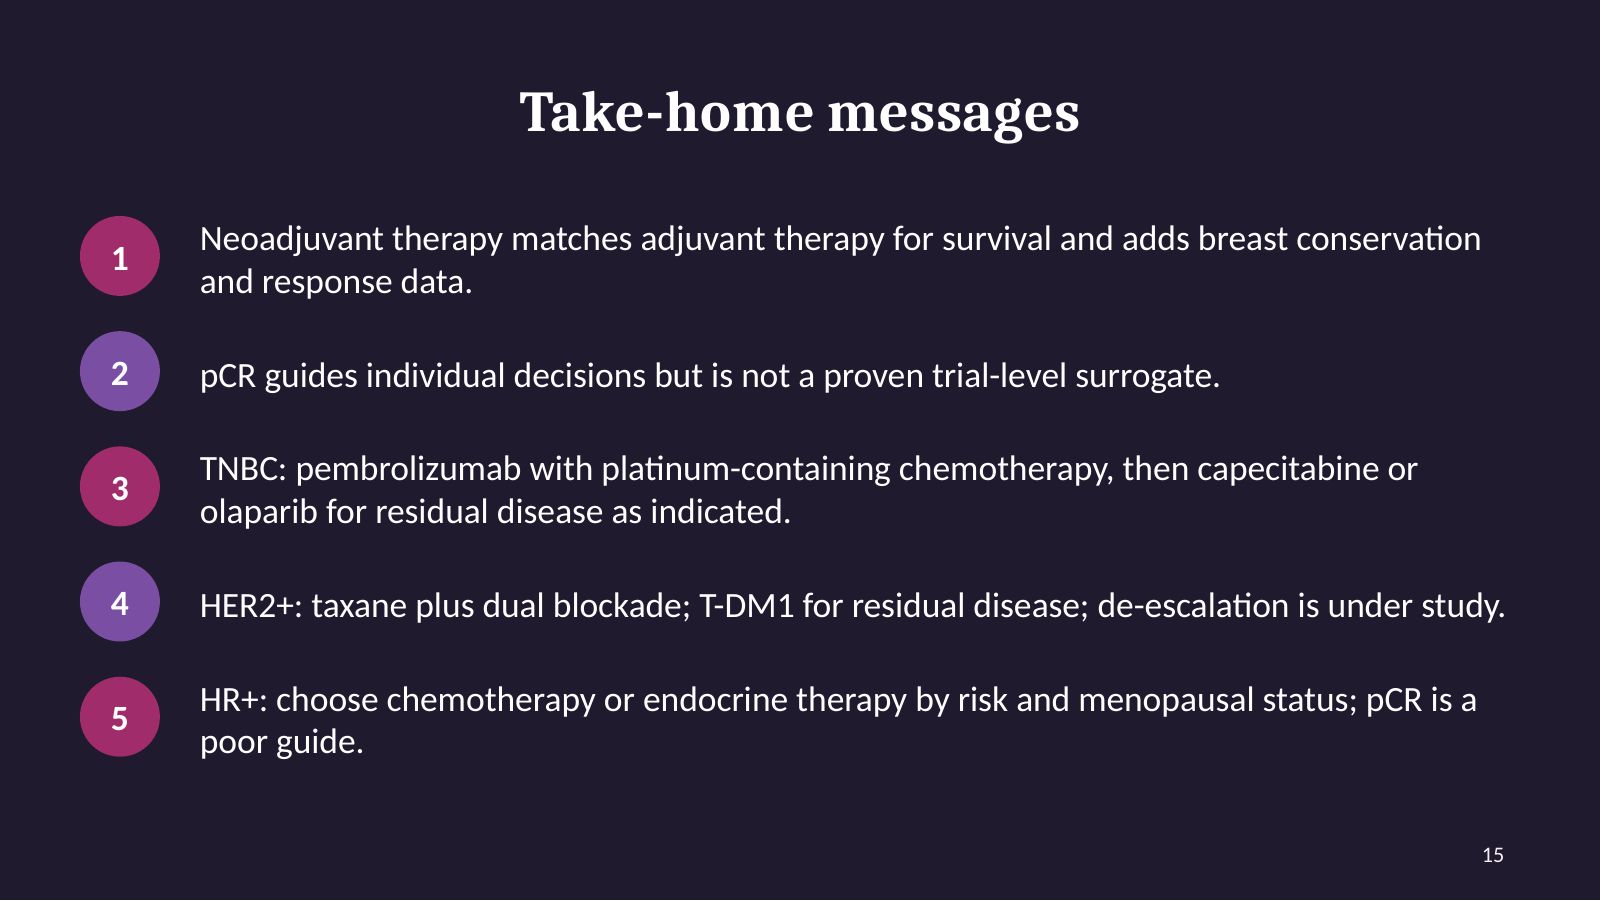 Take-home messages
1
Neoadjuvant therapy matches adjuvant therapy for survival and adds breast conservation
and response data.
2
pCR guides individual decisions but is not a proven trial-level surrogate.
3
TNBC: pembrolizumab with platinum-containing chemotherapy, then capecitabine or
olaparib for residual disease as indicated.
4
HER2+: taxane plus dual blockade; T-DM1 for residual disease; de-escalation is under study.
5
HR+: choose chemotherapy or endocrine therapy by risk and menopausal status; pCR is a
poor guide.
15